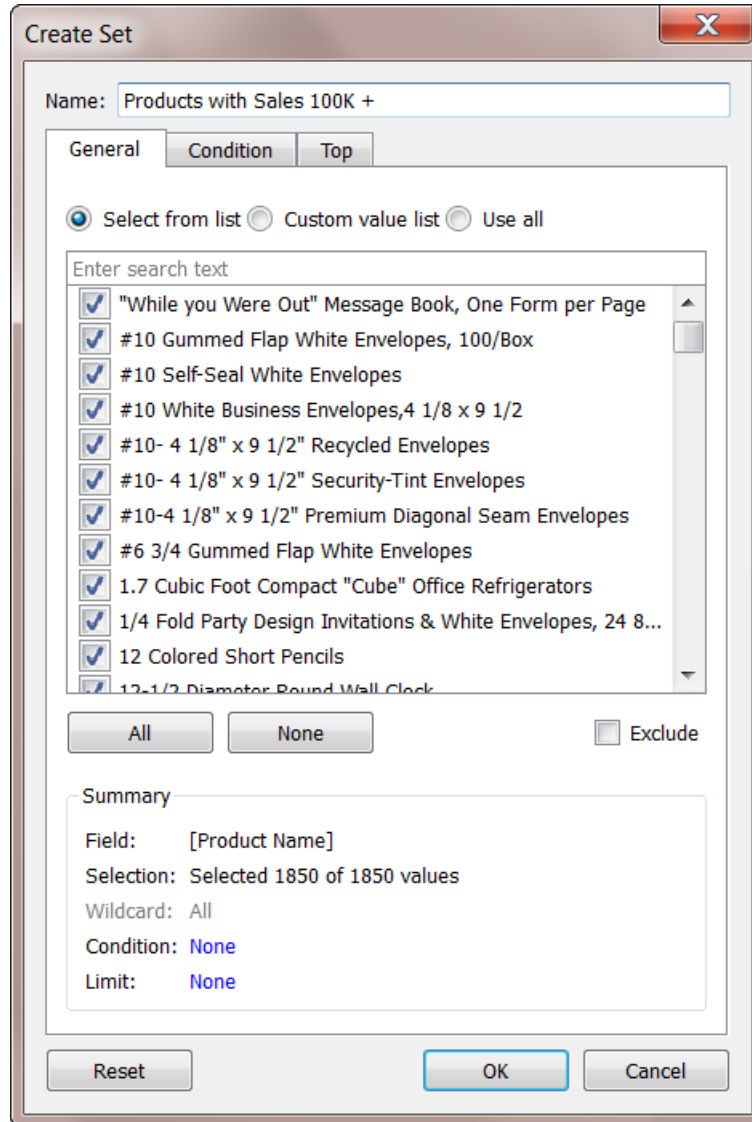 Create Set
Name: Products with Sales 100K +
General Condition Top
Select from list Custom value list Use all
Enter search text
"While you Were Out" Message Book, One Form per Page
#10 Gummed Flap White Envelopes, 100/Box
#10 Self-Seal White Envelopes
#10 White Business Envelopes,4 1/8 x 9 1/2
#10- 4 1/8" x 9 1/2" Recycled Envelopes
#10- 4 1/8" x 9 1/2" Security-Tint Envelopes
#10-4 1/8" x 9 1/2" Premium Diagonal Seam Envelopes
#6 3/4 Gummed Flap White Envelopes
1.7 Cubic Foot Compact "Cube" Office Refrigerators
1/4 Fold Party Design Invitations & White Envelopes, 24 8...
12 Colored Short Pencils
12-1/2 Diameter Round Wall Clock
All None Exclude
Summary
Field: [Product Name]
Selection: Selected 1850 of 1850 values
Wildcard: All
Condition: None
Limit: None
Reset OK Cancel